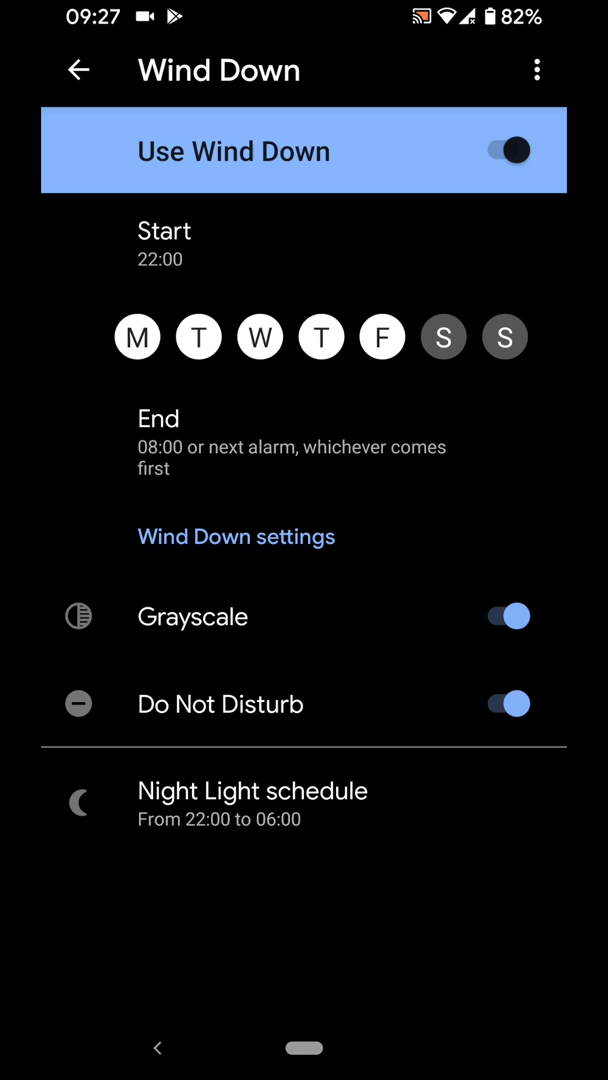 09:27 82%
Wind Down
Use Wind Down
Start
22:00
M T W T F S S
End
08:00 or next alarm, whichever comes
first
Wind Down settings
Grayscale
Do Not Disturb
Night Light schedule
From 22:00 to 06:00